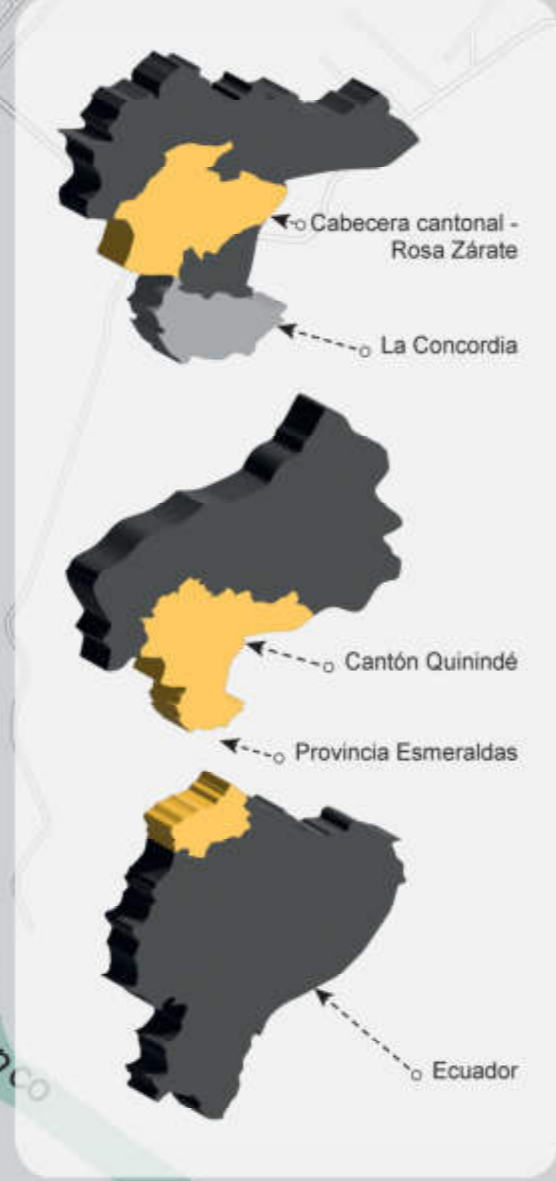 Cabecera cantonal -
Rosa Zárate
La Concordia
Cantón Quinindé
Provincia Esmeraldas
Ecuador